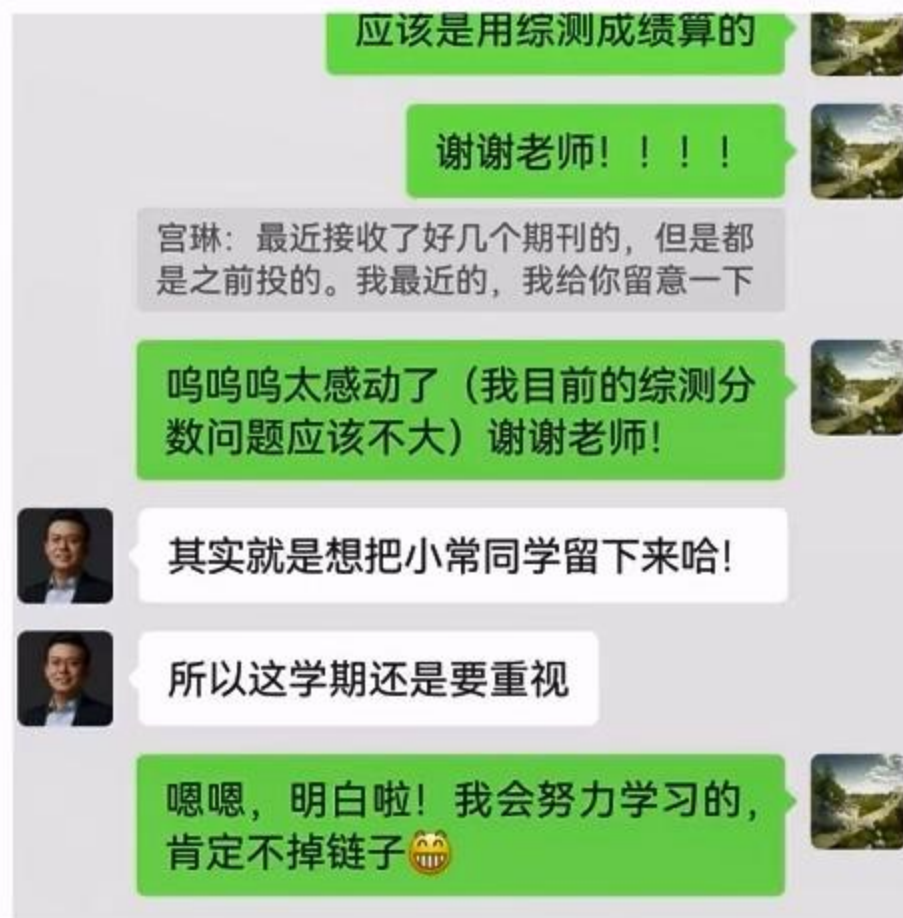 应该是用综测成绩算的
谢谢老师！！！！
宫琳：最近接收了好几个期刊的，但是都
是之前投的。我最近的，我给你留意一下
呜呜呜太感动了（我目前的综测分
数问题应该不大）谢谢老师！
其实就是想把小常同学留下来哈！
所以这学期还是要重视
嗯嗯，明白啦！我会努力学习的，
肯定不掉链子😁